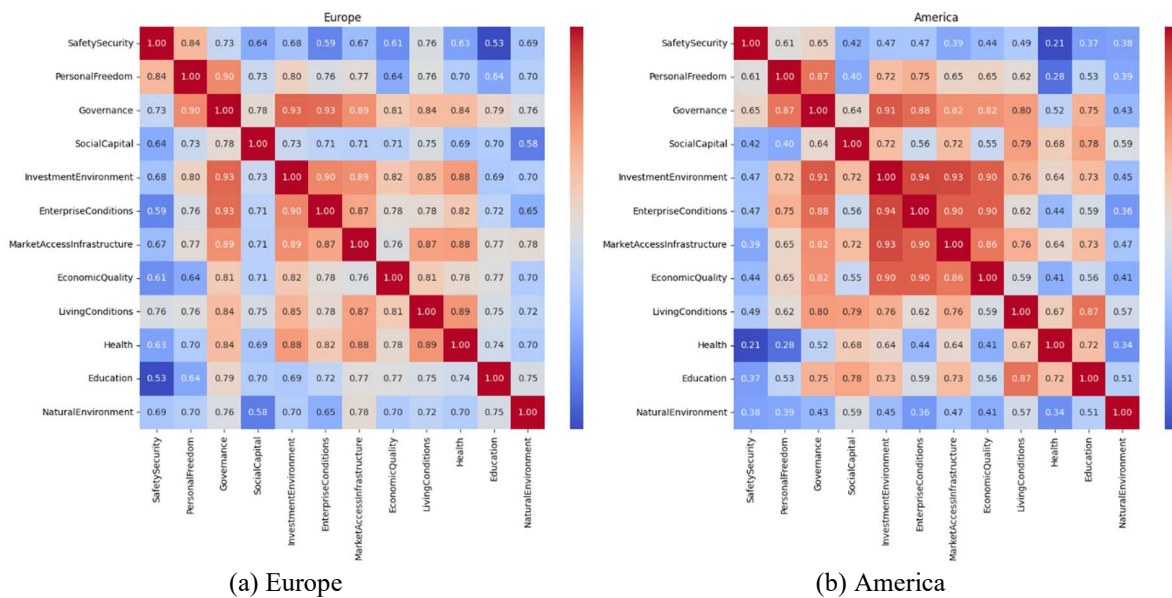 Europe
SafetySecurity 1.00 0.84 0.73 0.64 0.68 0.59 0.67 0.61 0.76 0.63 0.53 0.69
PersonalFreedom 0.84 1.00 0.90 0.73 0.80 0.76 0.77 0.64 0.76 0.70 0.64 0.70
Governance 0.73 0.90 1.00 0.78 0.93 0.93 0.89 0.81 0.84 0.84 0.79 0.76
SocialCapital 0.64 0.73 0.78 1.00 0.73 0.71 0.71 0.71 0.75 0.69 0.70 0.58
InvestmentEnvironment 0.68 0.80 0.93 0.73 1.00 0.90 0.89 0.82 0.85 0.88 0.69 0.70
EnterpriseConditions 0.59 0.76 0.93 0.71 0.90 1.00 0.87 0.78 0.78 0.82 0.72 0.65
MarketAccessInfrastructure 0.67 0.77 0.89 0.71 0.89 0.87 1.00 0.76 0.87 0.88 0.77 0.78
EconomicQuality 0.61 0.64 0.81 0.71 0.82 0.78 0.76 1.00 0.81 0.78 0.77 0.70
LivingConditions 0.76 0.76 0.84 0.75 0.85 0.78 0.87 0.81 1.00 0.89 0.75 0.72
Health 0.63 0.70 0.84 0.69 0.88 0.82 0.88 0.78 0.89 1.00 0.74 0.70
Education 0.53 0.64 0.79 0.70 0.69 0.72 0.77 0.77 0.75 0.74 1.00 0.75
NaturalEnvironment 0.69 0.70 0.76 0.58 0.70 0.65 0.78 0.70 0.72 0.70 0.75 1.00
SafetySecurity
PersonalFreedom
Governance
SocialCapital
InvestmentEnvironment
EnterpriseConditions
MarketAccessInfrastructure
EconomicQuality
LivingConditions
Health
Education
NaturalEnvironment
(a) Europe
America
SafetySecurity 1.00 0.61 0.65 0.42 0.47 0.47 0.39 0.44 0.49 0.21 0.37 0.38
PersonalFreedom 0.61 1.00 0.87 0.40 0.72 0.75 0.65 0.65 0.62 0.28 0.53 0.39
Governance 0.65 0.87 1.00 0.64 0.91 0.88 0.82 0.82 0.80 0.52 0.75 0.43
SocialCapital 0.42 0.40 0.64 1.00 0.72 0.56 0.72 0.55 0.79 0.68 0.78 0.59
InvestmentEnvironment 0.47 0.72 0.91 0.72 1.00 0.94 0.93 0.90 0.76 0.64 0.73 0.45
EnterpriseConditions 0.47 0.75 0.88 0.56 0.94 1.00 0.90 0.90 0.62 0.44 0.59 0.36
MarketAccessInfrastructure 0.39 0.65 0.82 0.72 0.93 0.90 1.00 0.86 0.76 0.64 0.73 0.47
EconomicQuality 0.44 0.65 0.82 0.55 0.90 0.90 0.86 1.00 0.59 0.41 0.56 0.41
LivingConditions 0.49 0.62 0.80 0.79 0.76 0.62 0.76 0.59 1.00 0.67 0.87 0.57
Health 0.21 0.28 0.52 0.68 0.64 0.44 0.64 0.41 0.67 1.00 0.72 0.34
Education 0.37 0.53 0.75 0.78 0.73 0.59 0.73 0.56 0.87 0.72 1.00 0.51
NaturalEnvironment 0.38 0.39 0.43 0.59 0.45 0.36 0.47 0.41 0.57 0.34 0.51 1.00
SafetySecurity
PersonalFreedom
Governance
SocialCapital
InvestmentEnvironment
EnterpriseConditions
MarketAccessInfrastructure
EconomicQuality
LivingConditions
Health
Education
NaturalEnvironment
(b) America